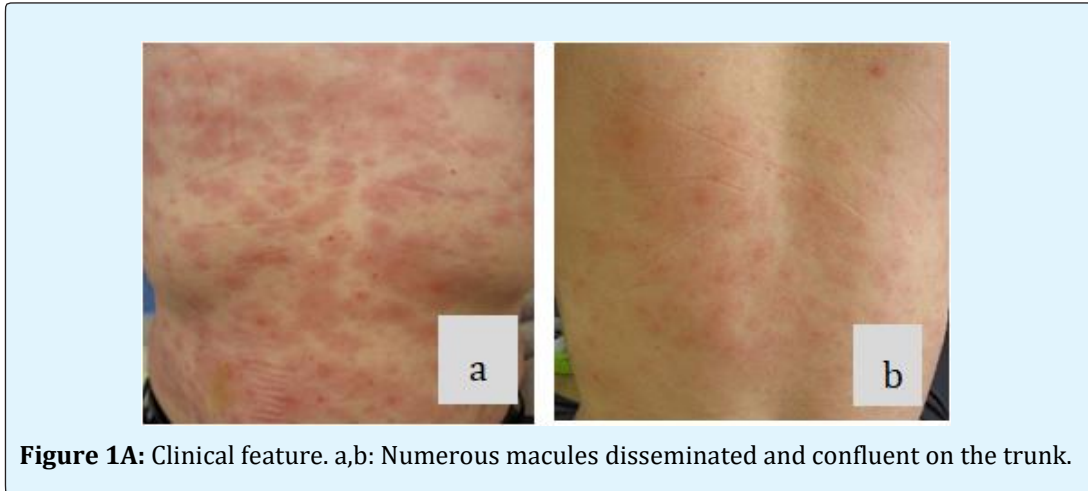 a
b
Figure 1A: Clinical feature. a,b: Numerous macules disseminated and confluent on the trunk.